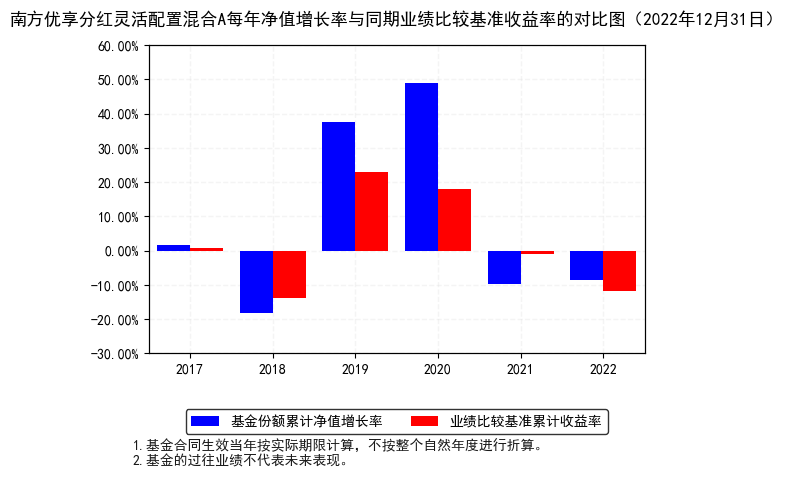 南方优享分红灵活配置混合A每年净值增长率与同期业绩比较基准收益率的对比图（2022年12月31日）
60.00%
50.00%
40.00%
30.00%
20.00%
10.00%
0.00%
-10.00%
-20.00%
-30.00%
2017 2018 2019 2020 2021 2022
基金份额累计净值增长率 业绩比较基准累计收益率
1.基金合同生效当年按实际期限计算，不按整个自然年度进行折算。
2.基金的过往业绩不代表未来表现。